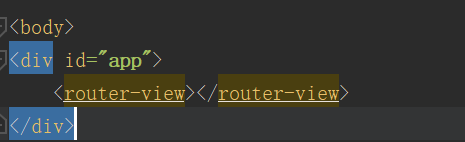 <body>
<div id="app">
    <router-view></router-view>
</div>